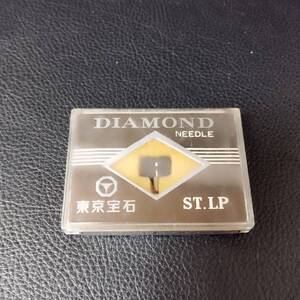 DIAMOND
NEEDLE
東京宝石
ST.LP